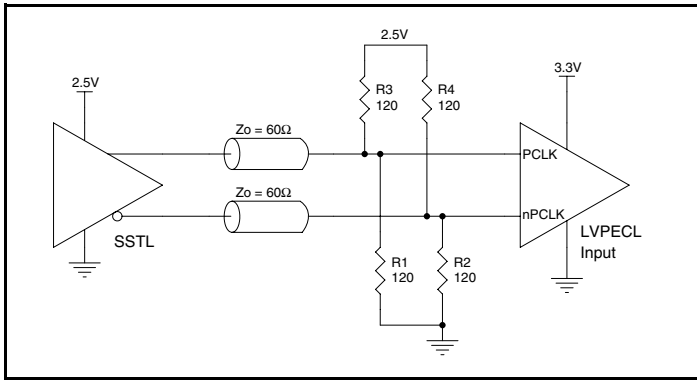 2.5V
3.3V
2.5V
R3
120
R4
120
Zo = 60Ω
PCLK
Zo = 60Ω
nPCLK
SSTL
LVPECL
Input
R1
120
R2
120